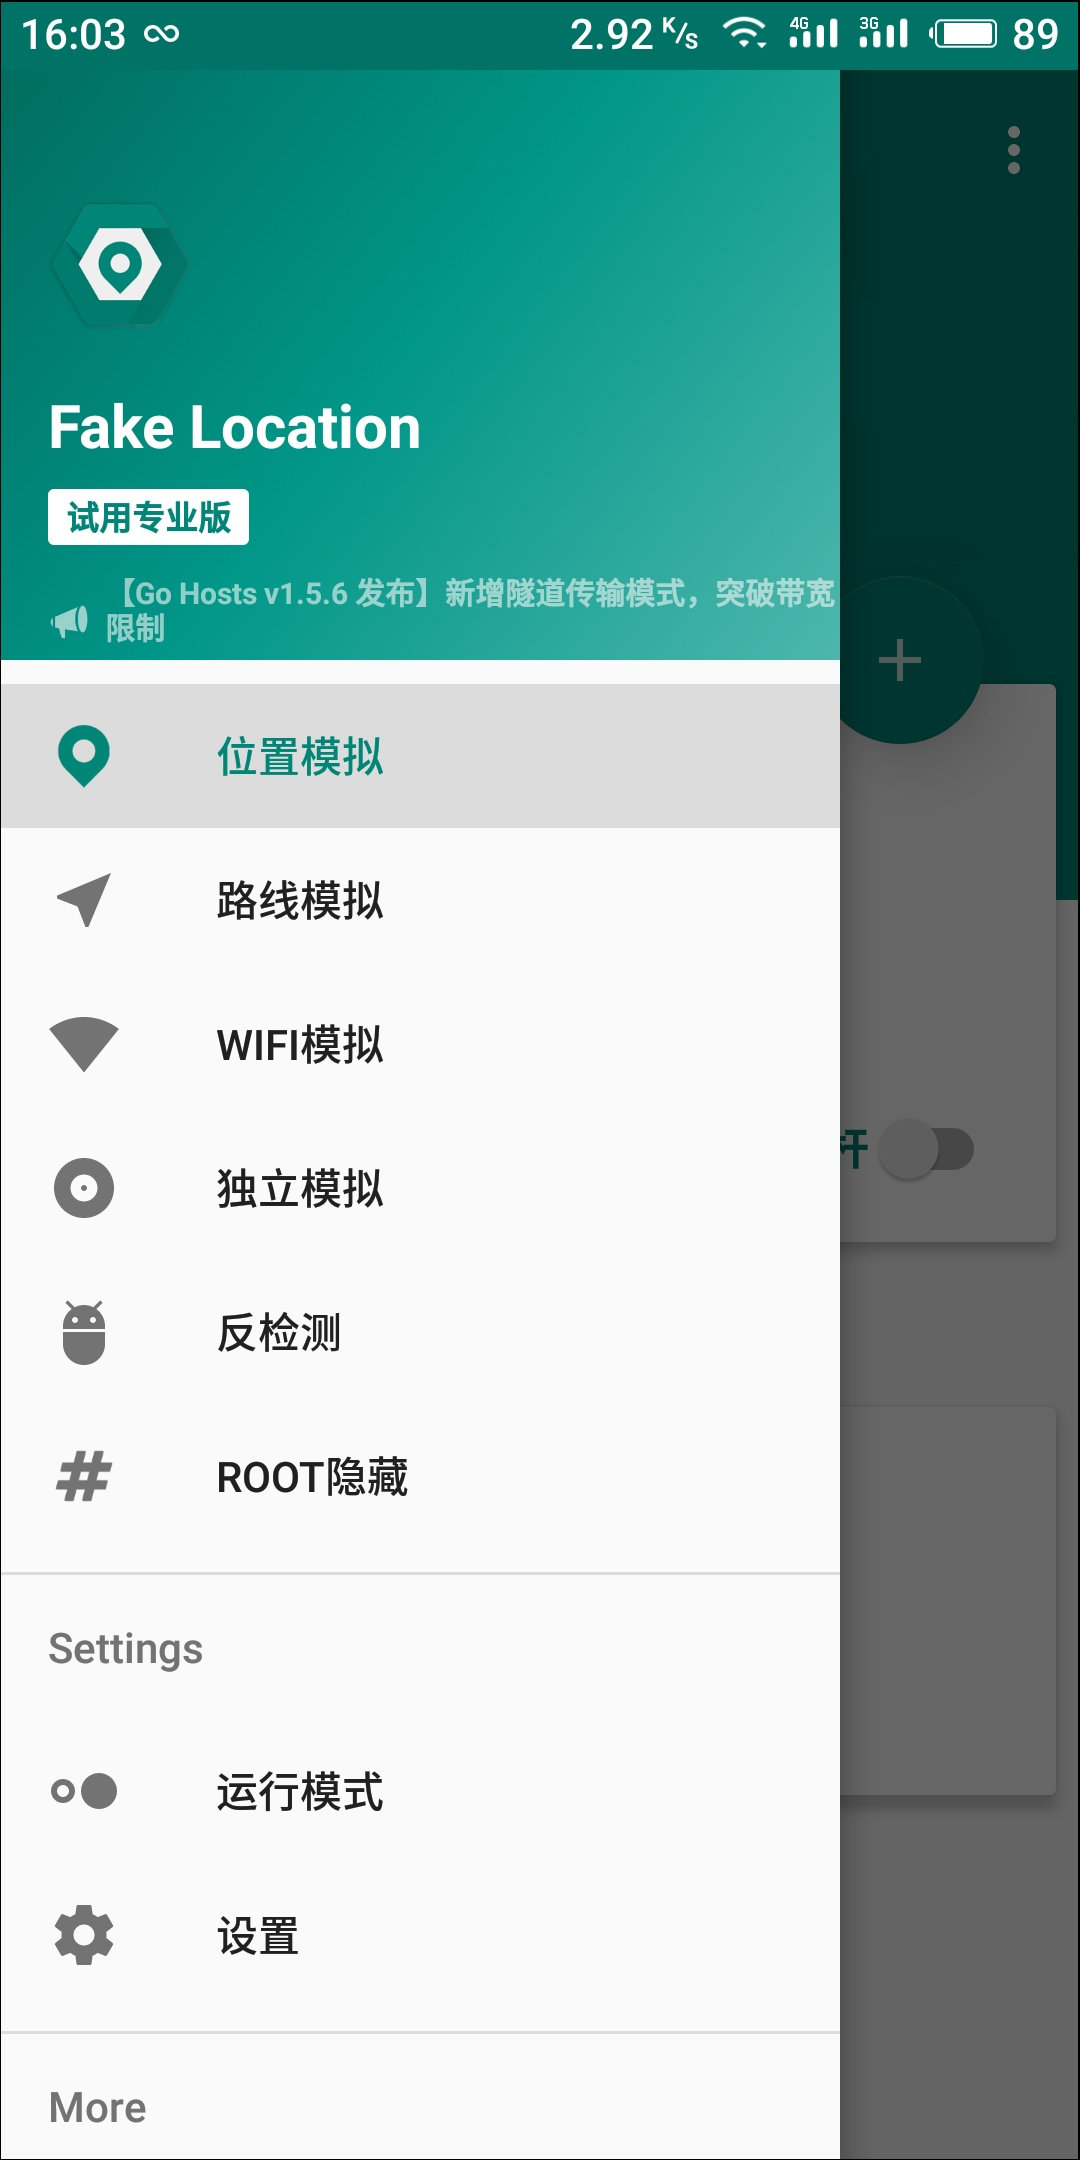 16:03
2.92 K/s 4G 3G 89
Fake Location
试用专业版
【Go Hosts v1.5.6 发布】新增隧道传输模式，突破带宽
限制
位置模拟
路线模拟
WIFI模拟
独立模拟
杆
反检测
ROOT隐藏
Settings
运行模式
设置
More